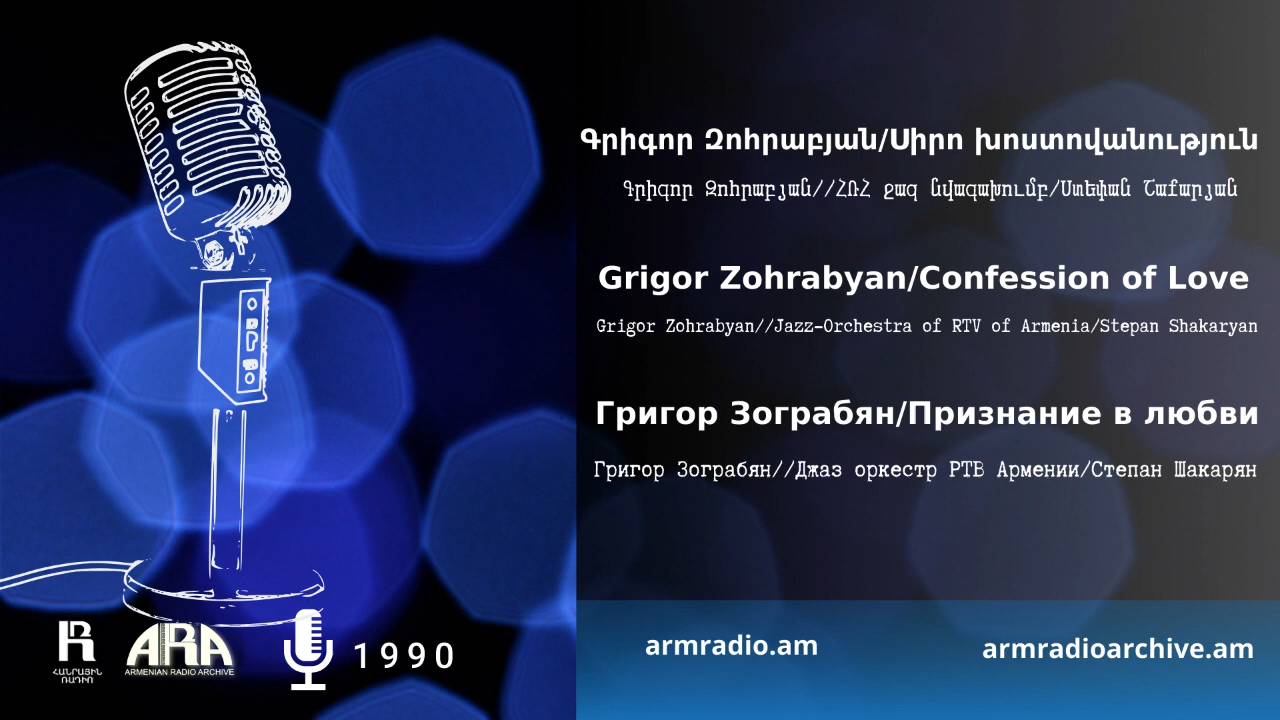 Գրիգոր Զոհրաբյան/Սիրո խոստովանություն
Գրիգոր Զոհրաբյան//ՀՌՀ ջազ նվագախումբ/Ստեփան Շաքարյան
Grigor Zohrabyan/Confession of Love
Grigor Zohrabyan//Jazz-Orchestra of RTV of Armenia/Stepan Shakaryan
Григор Зограбян/Признание в любви
Григор Зограбян//Джаз оркестр РТВ Армении/Степан Шакарян
ՀԱՆՐԱՅԻՆ
ՌԱԴԻՈ
ARA
ARMENIAN RADIO ARCHIVE
1990
armradio.am
armradioarchive.am